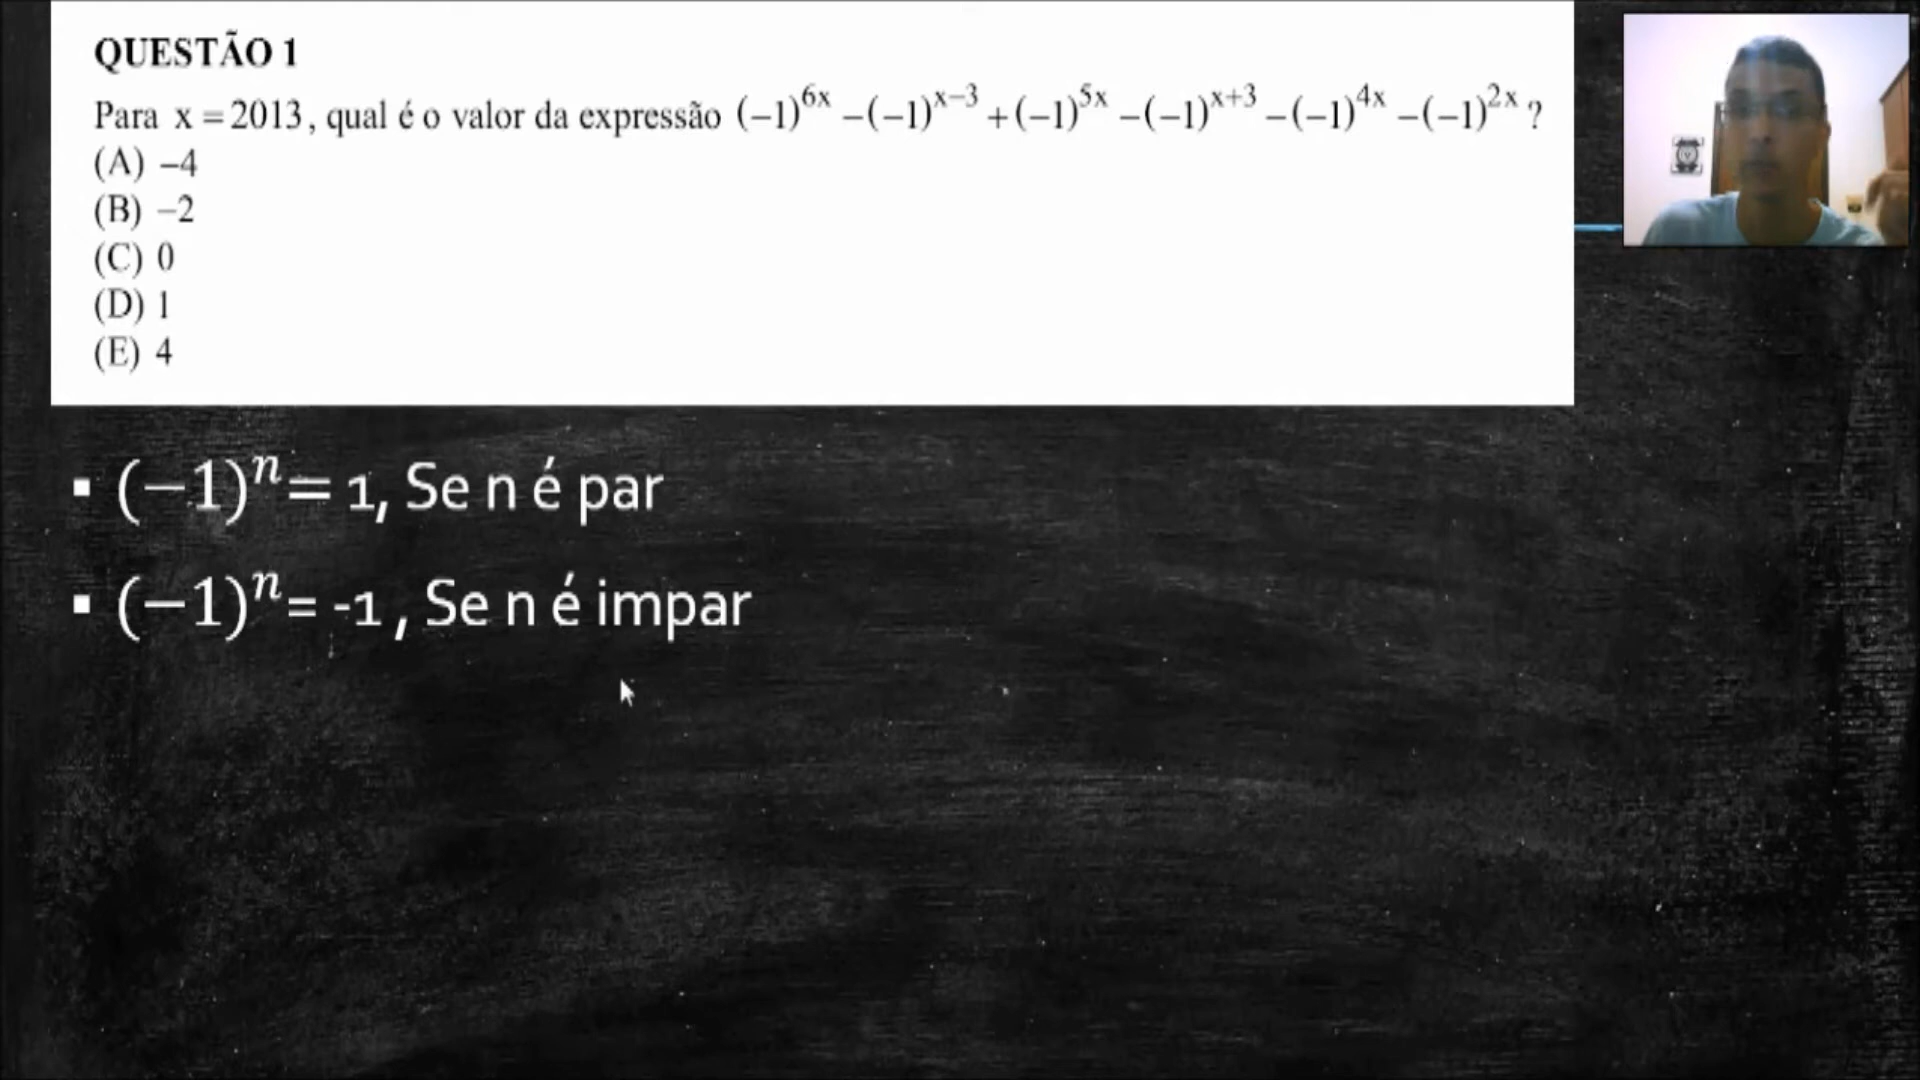 QUESTÃO 1
Para x = 2013, qual é o valor da expressão (−1)^{6x} − (−1)^{x−3} + (−1)^{5x} − (−1)^{x+3} − (−1)^{4x} − (−1)^{2x} ?
(A) −4
(B) −2
(C) 0
(D) 1
(E) 4
▪ (−1)^n = 1, Se n é par
▪ (−1)^n = -1 , Se n é impar